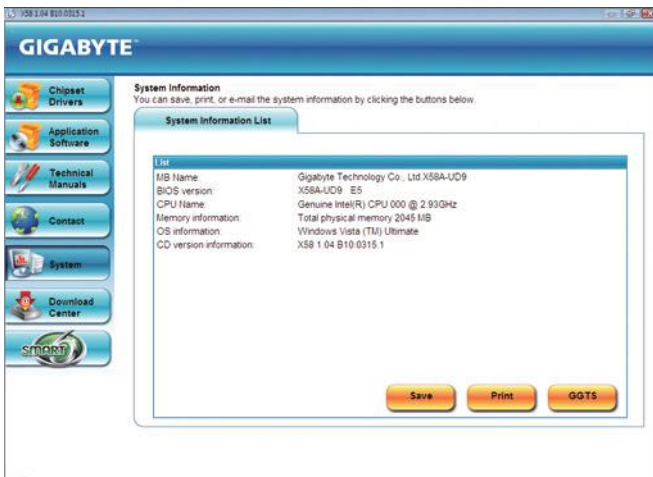 X58 1.04 B10.0315.1
GIGABYTE™
Chipset
Drivers
Application
Software
Technical
Manuals
Contact
System
Download
Center
SMART
System Information
You can save, print, or e-mail the system information by clicking the buttons below.
System Information List
List
MB Name: Gigabyte Technology Co., Ltd.X58A-UD9
BIOS version: X58A-UD9 E5
CPU Name: Genuine Intel(R) CPU 000 @ 2.93GHz
Memory information: Total physical memory 2045 MB
OS information: Windows Vista (TM) Ultimate
CD version information: X58 1.04 B10.0315.1
Save Print GGTS